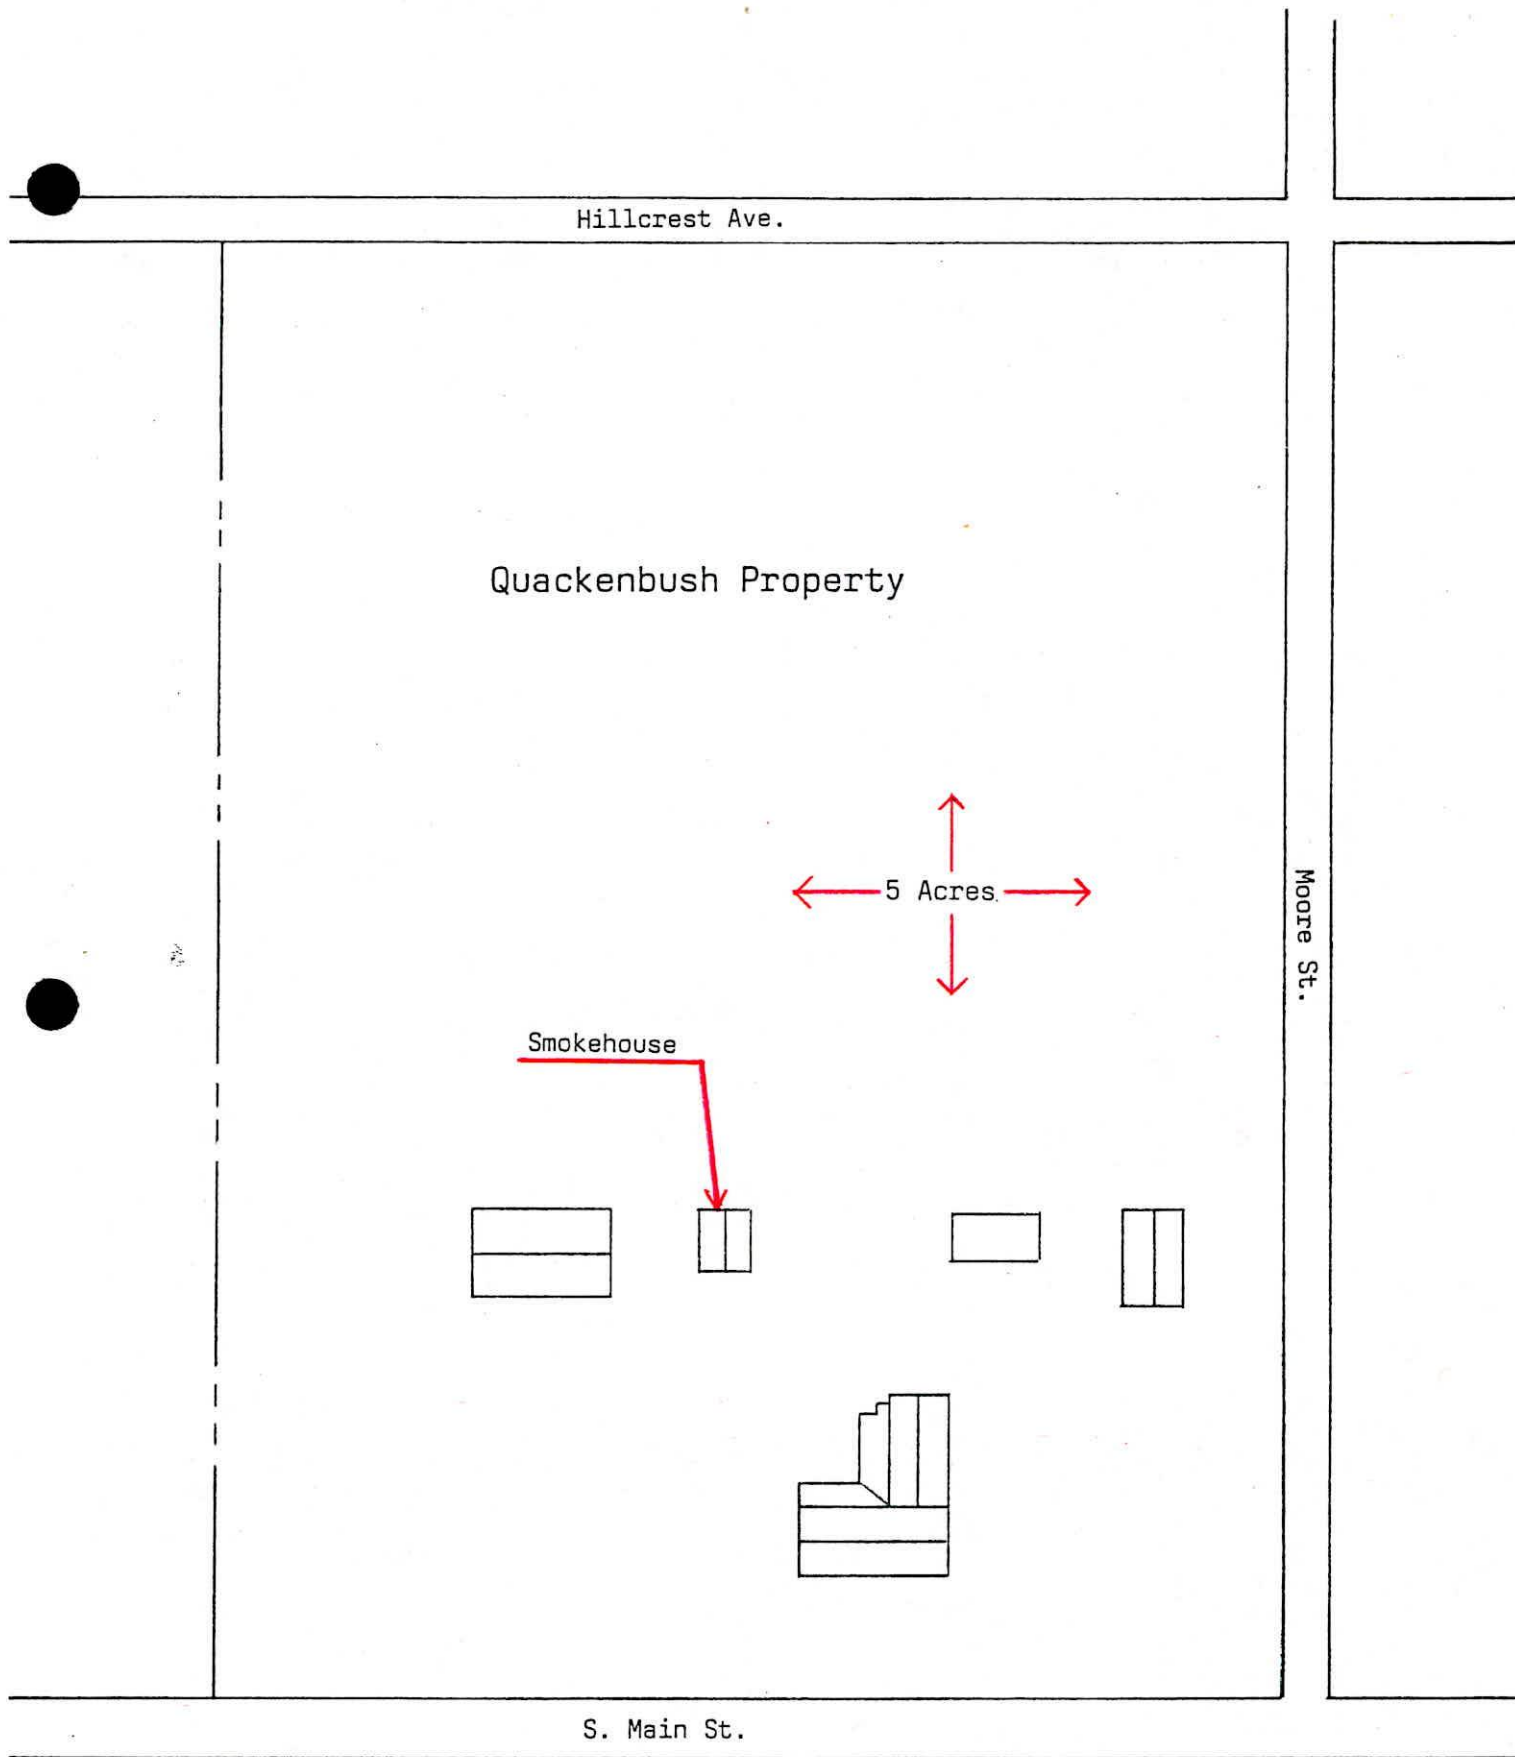 Hillcrest Ave.
Quackenbush Property
5 Acres
Moore St.
Smokehouse
S. Main St.